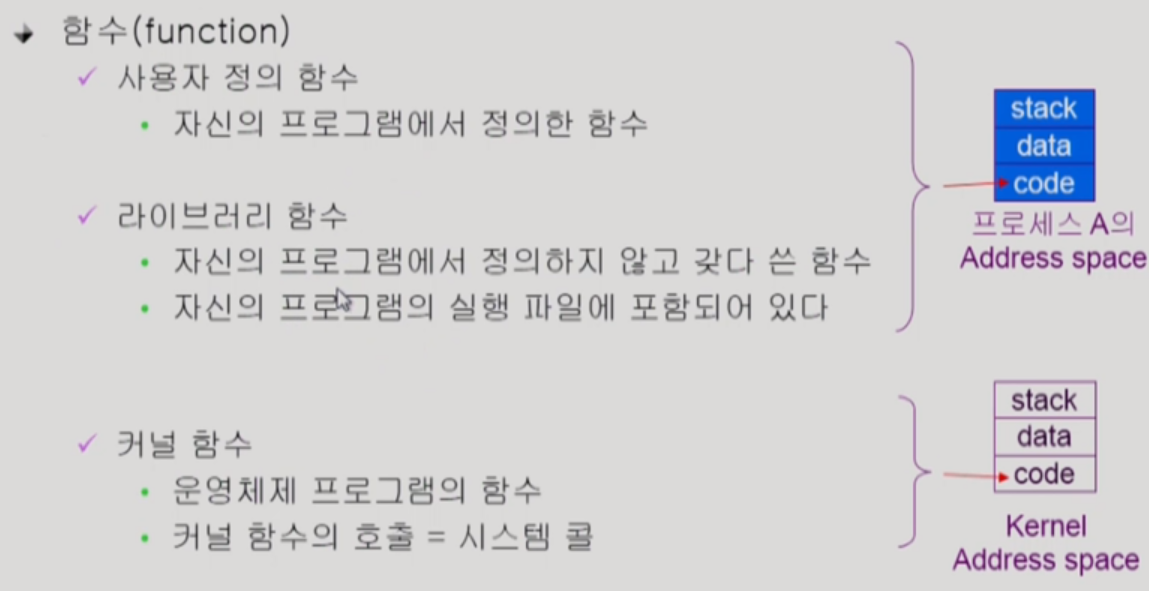 함수(function)
사용자 정의 함수
자신의 프로그램에서 정의한 함수
라이브러리 함수
자신의 프로그램에서 정의하지 않고 갖다 쓴 함수
자신의 프로그램의 실행 파일에 포함되어 있다
stack
data
code
프로세스 A의
Address space
커널 함수
운영체제 프로그램의 함수
커널 함수의 호출 = 시스템 콜
stack
data
code
Kernel
Address space